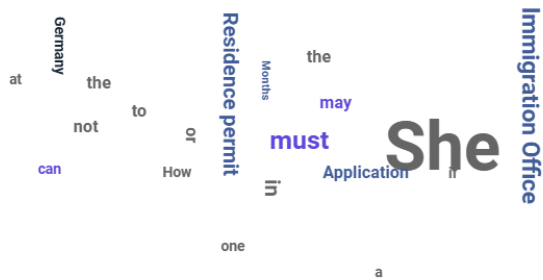 Germany
Residence permit
Immigration Office
the
Months
at
the
may
to
not
or
must
She
can
How
Application
if
in
one
a